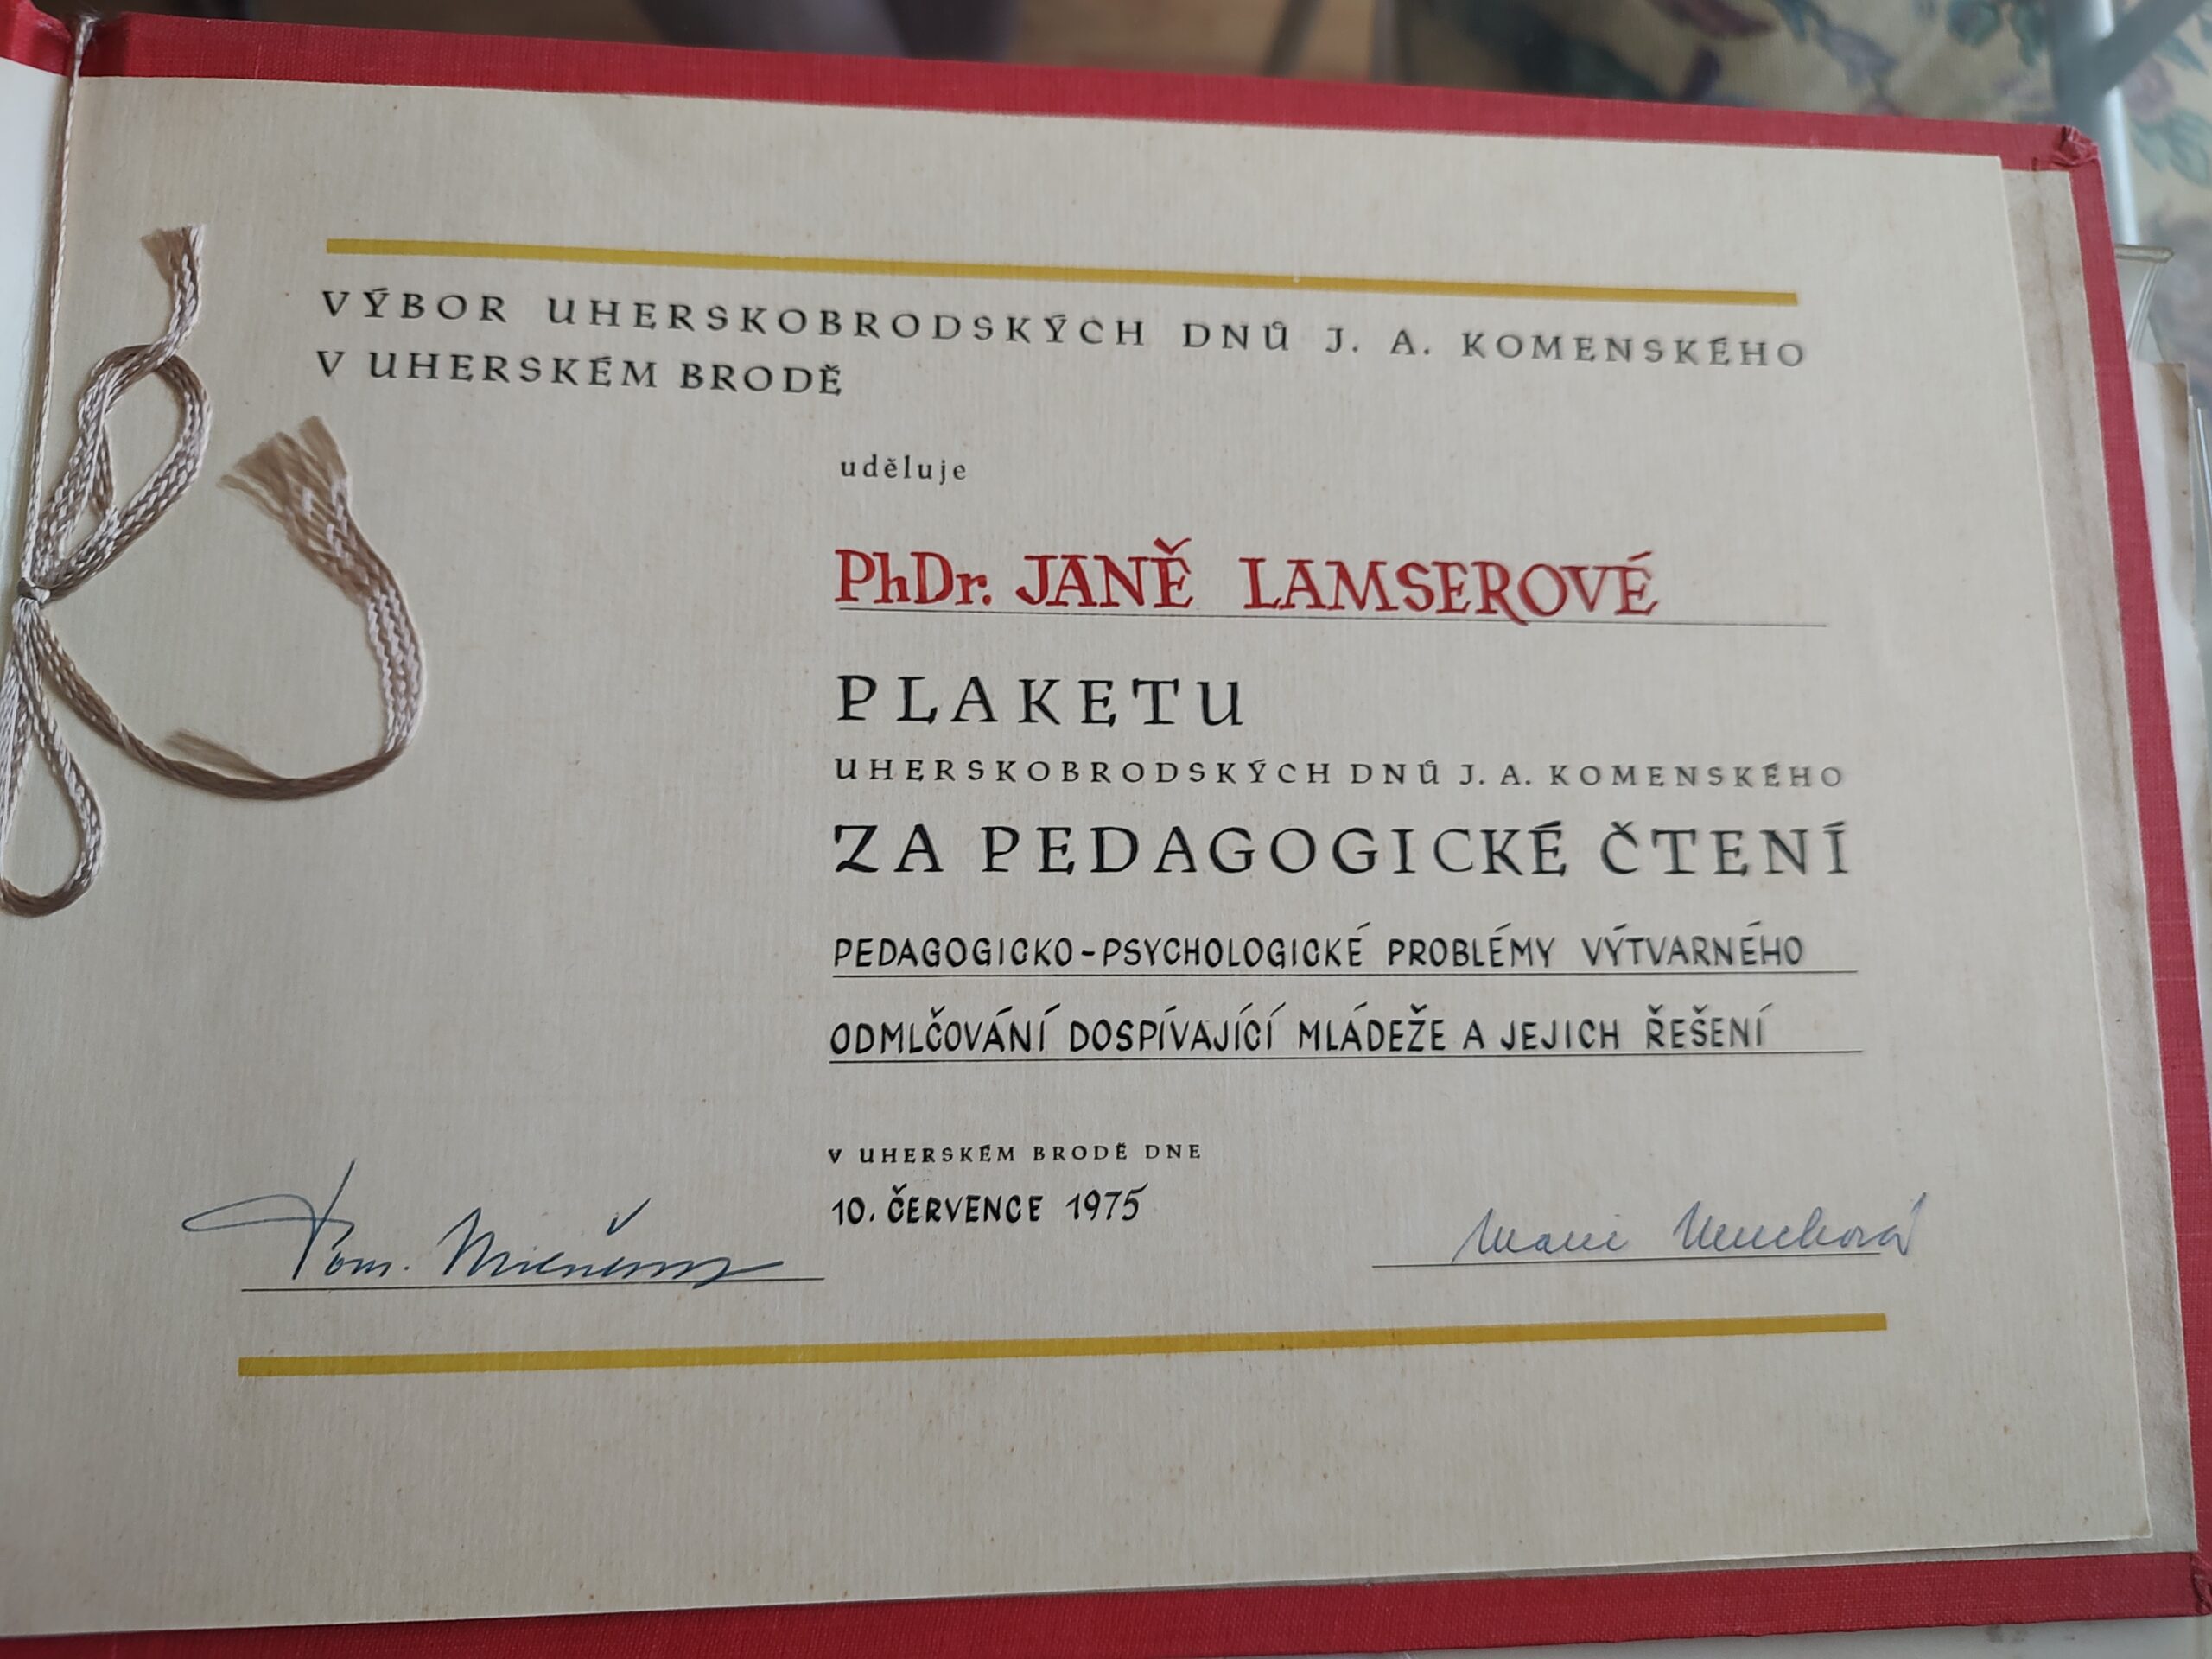 VÝBOR UHERSKOBRODSKÝCH DNŮ J. A. KOMENSKÉHO
V UHERSKÉM BRODĚ
uděluje
PhDr. JANĚ LAMSEROVÉ
PLAKETU
UHERSKOBRODSKÝCH DNŮ J. A. KOMENSKÉHO
ZA PEDAGOGICKÉ ČTENÍ
PEDAGOGICKO-PSYCHOLOGICKÉ PROBLÉMY VÝTVARNÉHO
ODMLČOVÁNÍ DOSPÍVAJÍCÍ MLÁDEŽE A JEJICH ŘEŠENÍ
V UHERSKÉM BRODĚ DNE
10. ČERVENCE 1975
Marie